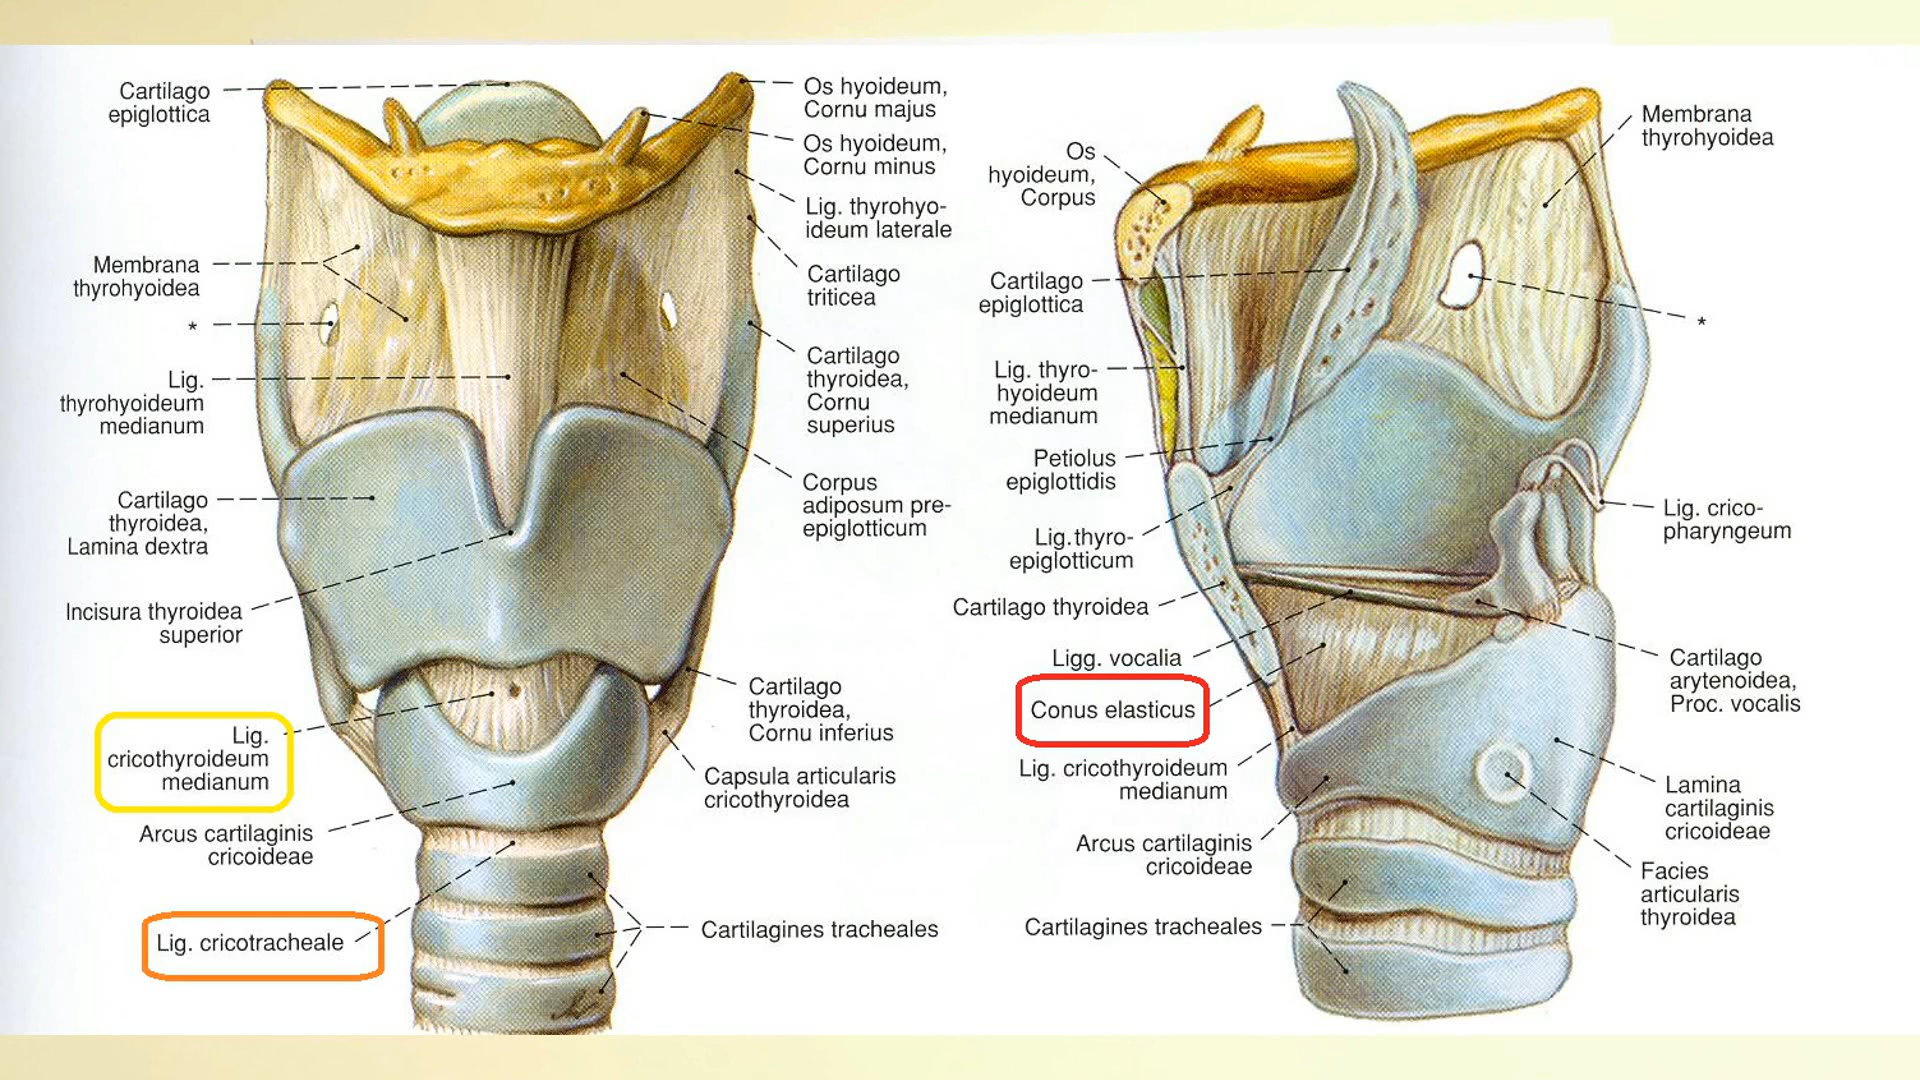 Cartilago
epiglottica
Membrana
thyrohyoidea
*
Lig.
thyrohyoideum
medianum
Cartilago
thyroidea,
Lamina dextra
Incisura thyroidea
superior
Lig.
cricothyroideum
medianum
Arcus cartilaginis
cricoideae
Lig. cricotracheale
Os hyoideum,
Cornu majus
Os hyoideum,
Cornu minus
Lig. thyrohyo-
ideum laterale
Cartilago
triticea
Cartilago
thyroidea,
Cornu
superius
Corpus
adiposum pre-
epiglotticum
Cartilago
thyroidea,
Cornu inferius
Capsula articularis
cricothyroidea
Cartilagines tracheales
Os
hyoideum,
Corpus
Cartilago
epiglottica
Lig. thyro-
hyoideum
medianum
Petiolus
epiglottidis
Lig. thyro-
epiglotticum
Cartilago thyroidea
Ligg. vocalia
Conus elasticus
Lig. cricothyroideum
medianum
Arcus cartilaginis
cricoideae
Cartilagines tracheales
Membrana
thyrohyoidea
*
Lig. crico-
pharyngeum
Cartilago
arytenoidea,
Proc. vocalis
Lamina
cartilaginis
cricoideae
Facies
articularis
thyroidea